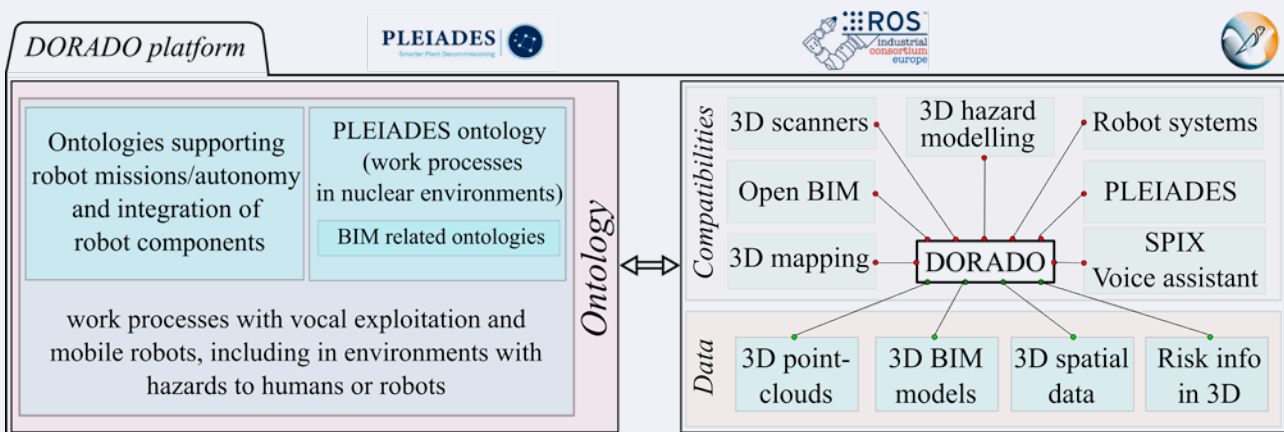 DORADO platform
PLEIADES
Smarter Plant Decommissioning
ROS
industrial
consortium
europe
Ontologies supporting
robot missions/autonomy
and integration of
robot components
PLEIADES ontology
(work processes
in nuclear environments)
BIM related ontologies
work processes with vocal exploitation and
mobile robots, including in environments with
hazards to humans or robots
Ontology
Compatibilities
3D scanners
3D hazard
modelling
Robot systems
Open BIM
PLEIADES
3D mapping
DORADO
SPIX
Voice assistant
Data
3D point-
clouds
3D BIM
models
3D spatial
data
Risk info
in 3D